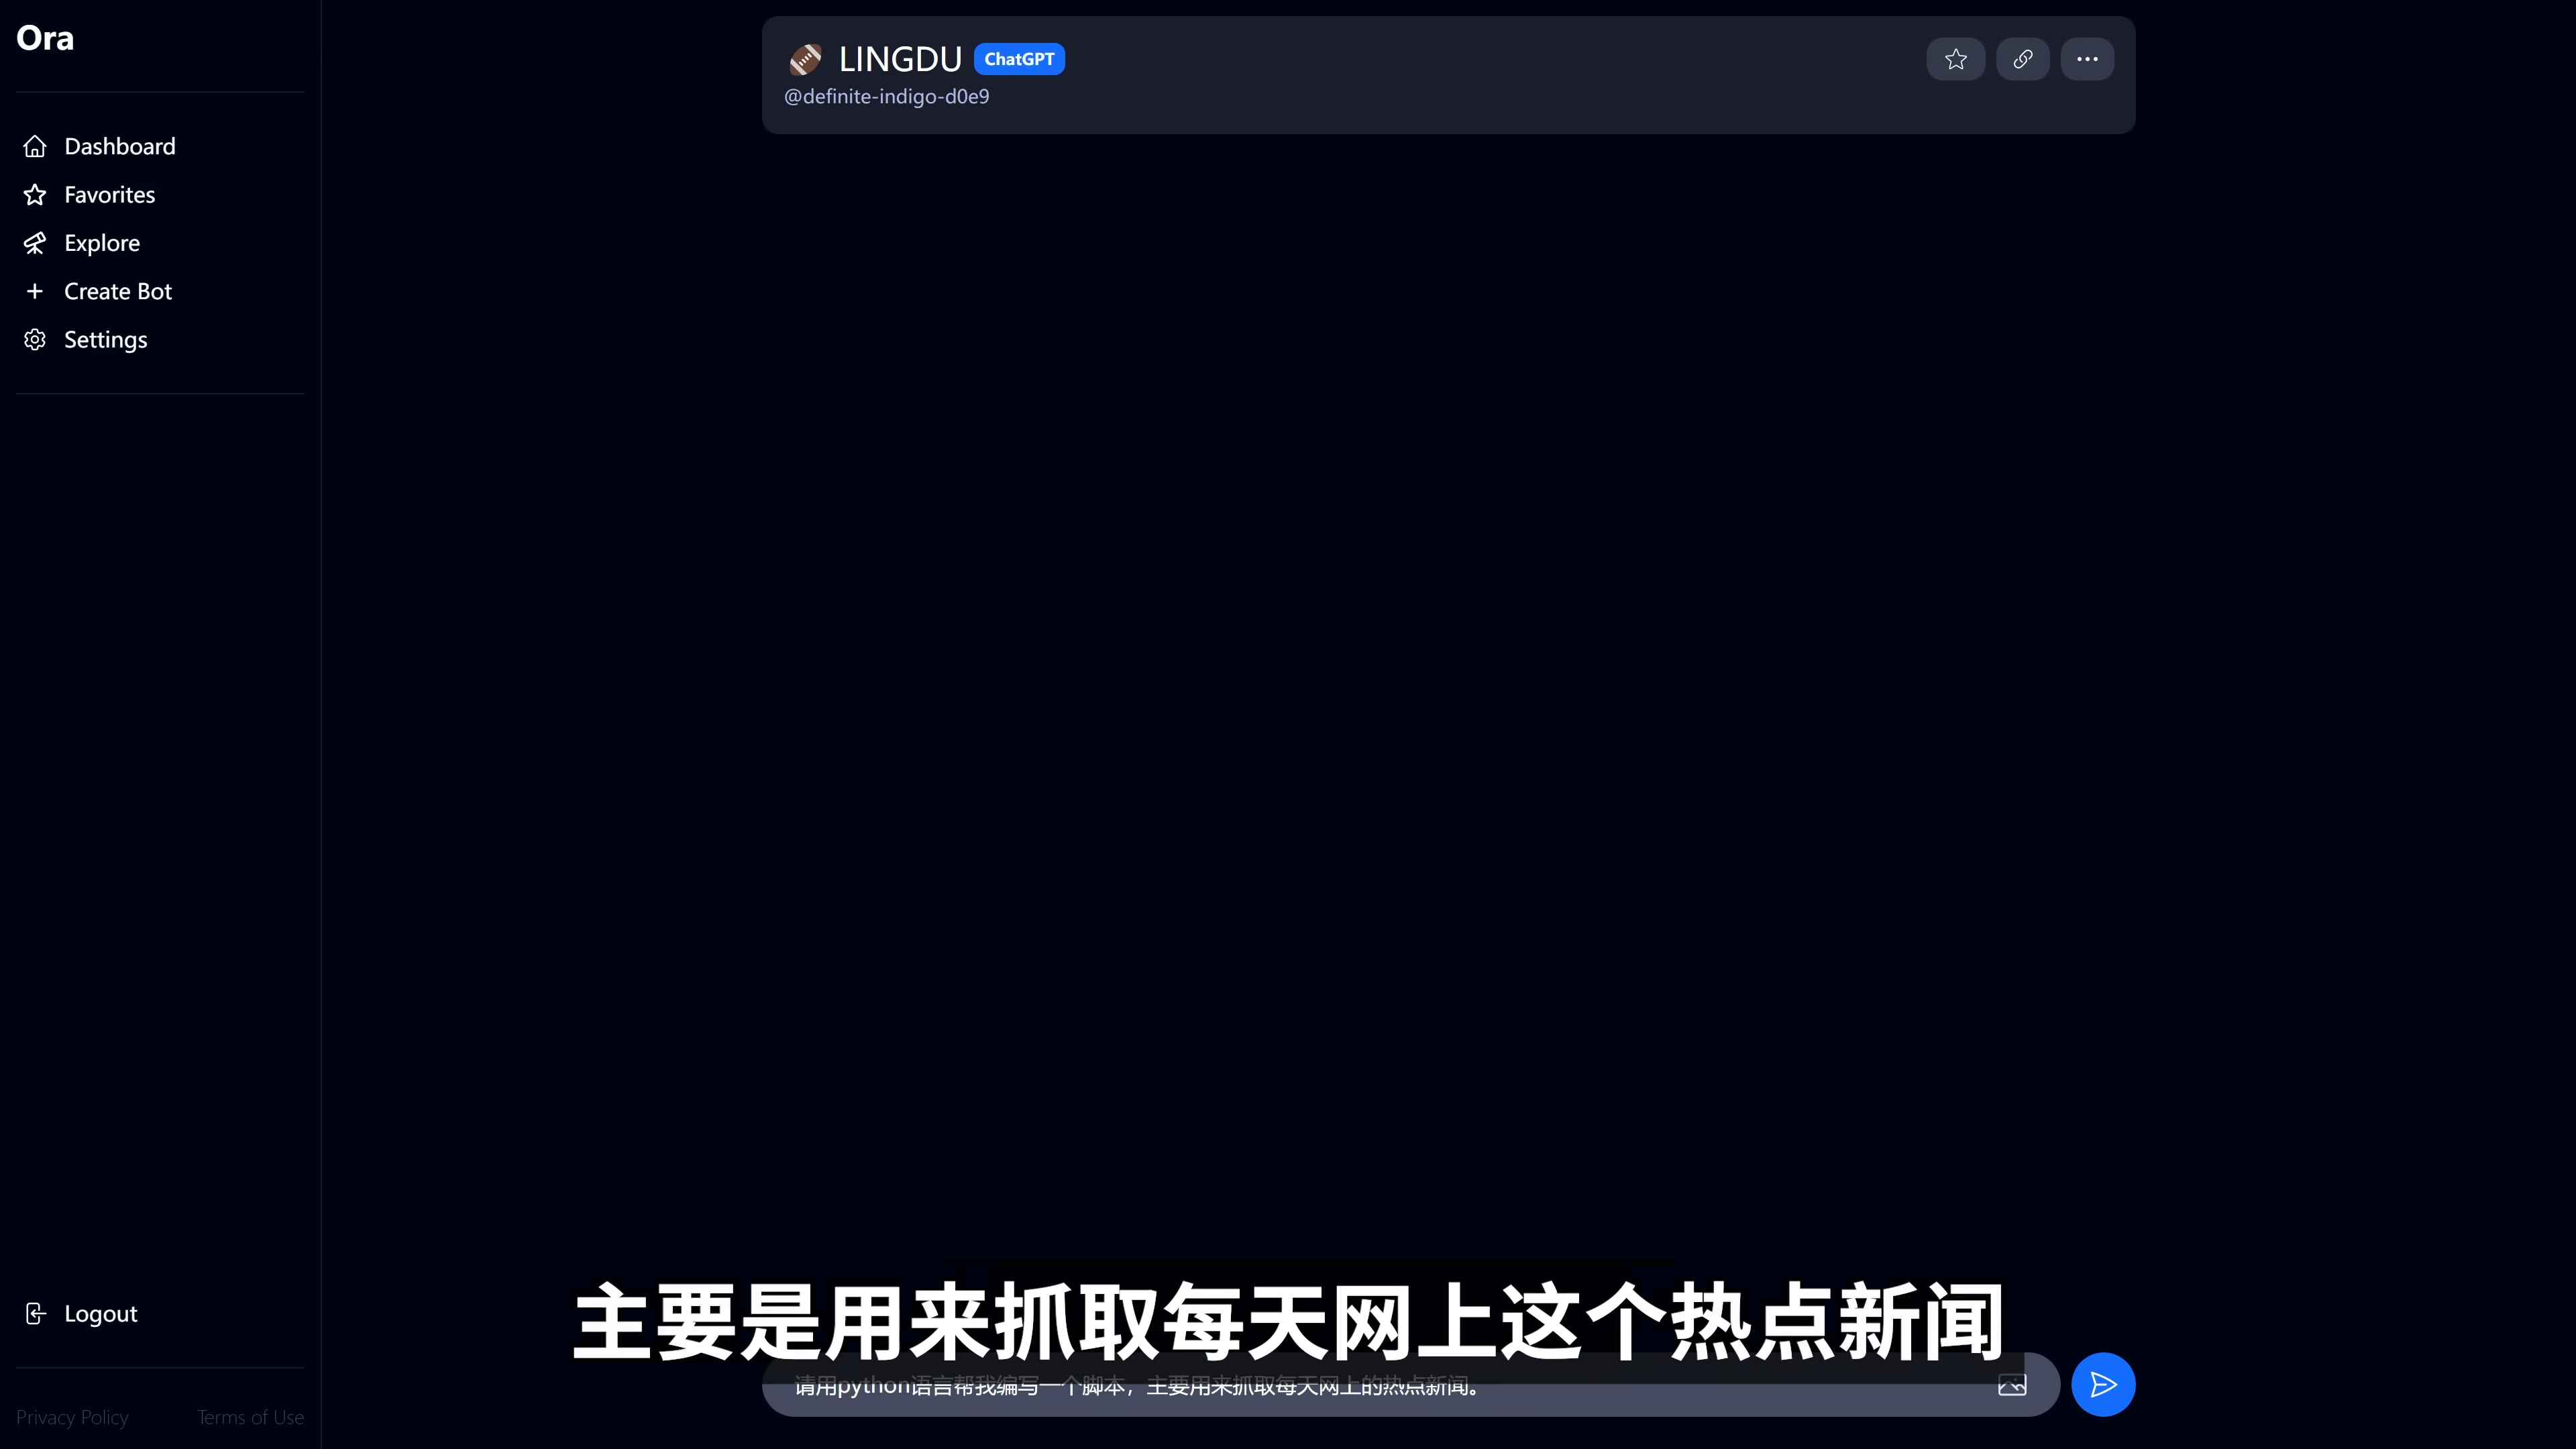 Ora
Dashboard
Favorites
Explore
Create Bot
Settings
Logout
Privacy Policy
Terms of Use
LINGDU
ChatGPT
@definite-indigo-d0e9
主要是用来抓取每天网上这个热点新闻
请用python语言帮我编写一个脚本，主要用来抓取每天网上的热点新闻。